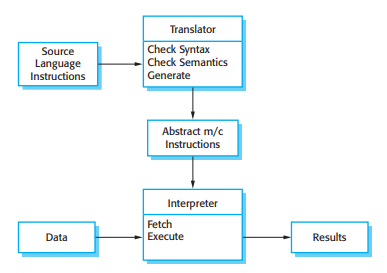 Translator
Source
Language
Instructions
Check Syntax
Check Semantics
Generate
Abstract m/c
Instructions
Interpreter
Data
Fetch
Execute
Results